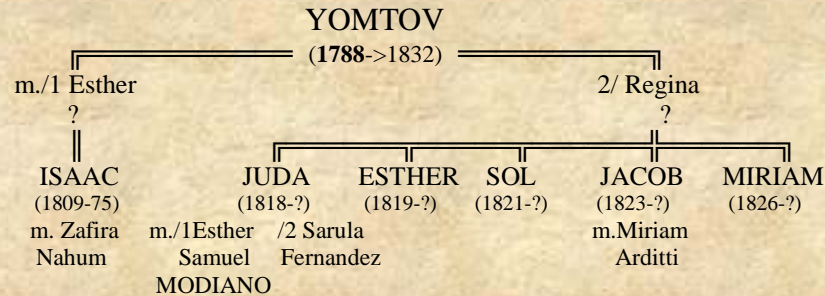 YOMTOV
(1788->1832)
m./1 Esther 2/ Regina
? ?
ISAAC JUDA ESTHER SOL JACOB MIRIAM
(1809-75) (1818-?) (1819-?) (1821-?) (1823-?) (1826-?)
m. Zafira m./1Esther /2 Sarula m.Miriam
Nahum Samuel Fernandez Arditti
MODIANO